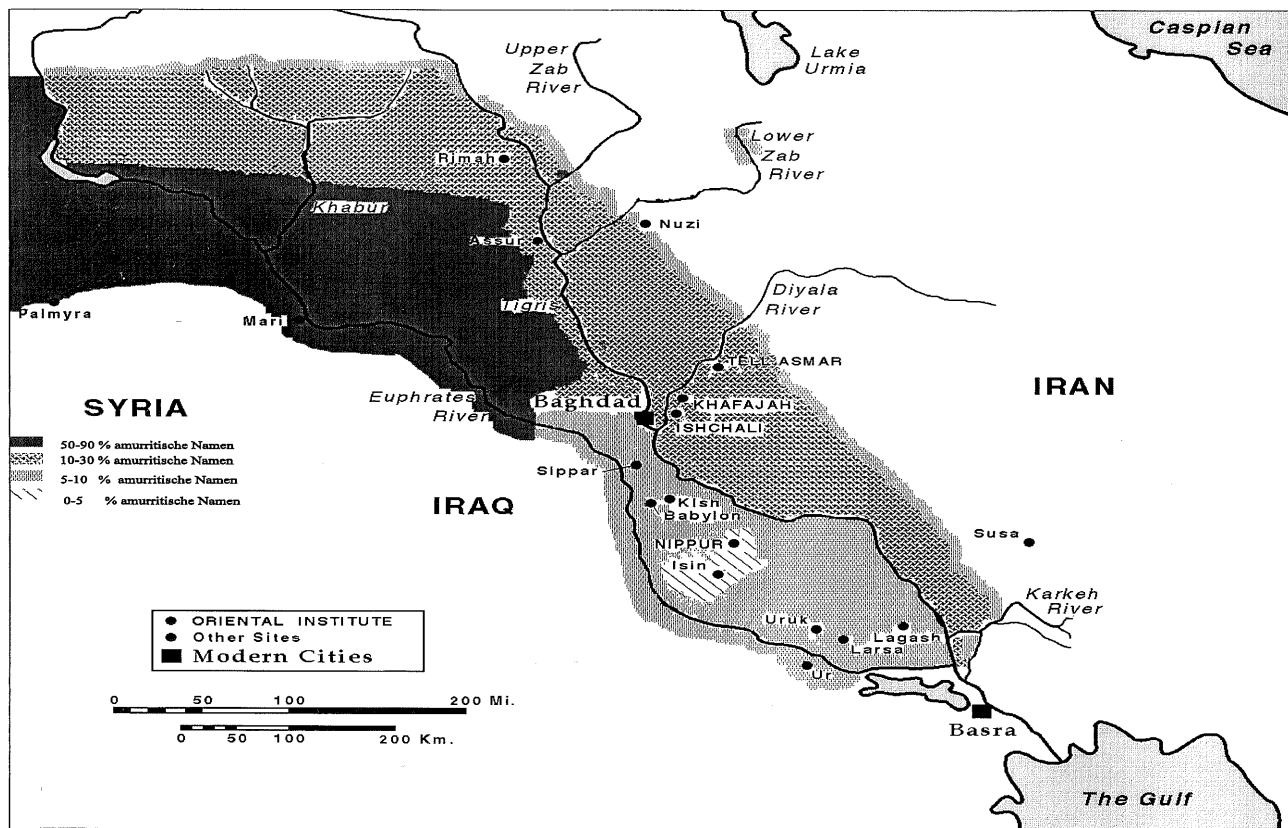 Caspian
Sea
Upper
Zab
River
Lake
Urmia
Lower
Zab
River
Rimah
Khabur
Nuzi
Assur
Diyala
River
Tigris
Palmyra
Mari
TELL ASMAR
IRAN
SYRIA
Euphrates
River
Baghdad
KHAFAJAH
ISHCHALI
50-90 % amurritische Namen
10-30 % amurritische Namen
5-10 % amurritische Namen
0-5 % amurritische Namen
Sippar
IRAQ
Kish
Babylon
NIPPUR
Isin
Susa
Karkeh
River
Uruk
Lagash
Larsa
Ur
ORIENTAL INSTITUTE
Other Sites
Modern Cities
0 50 100 200 Mi.
0 50 100 200 Km.
Basra
The Gulf